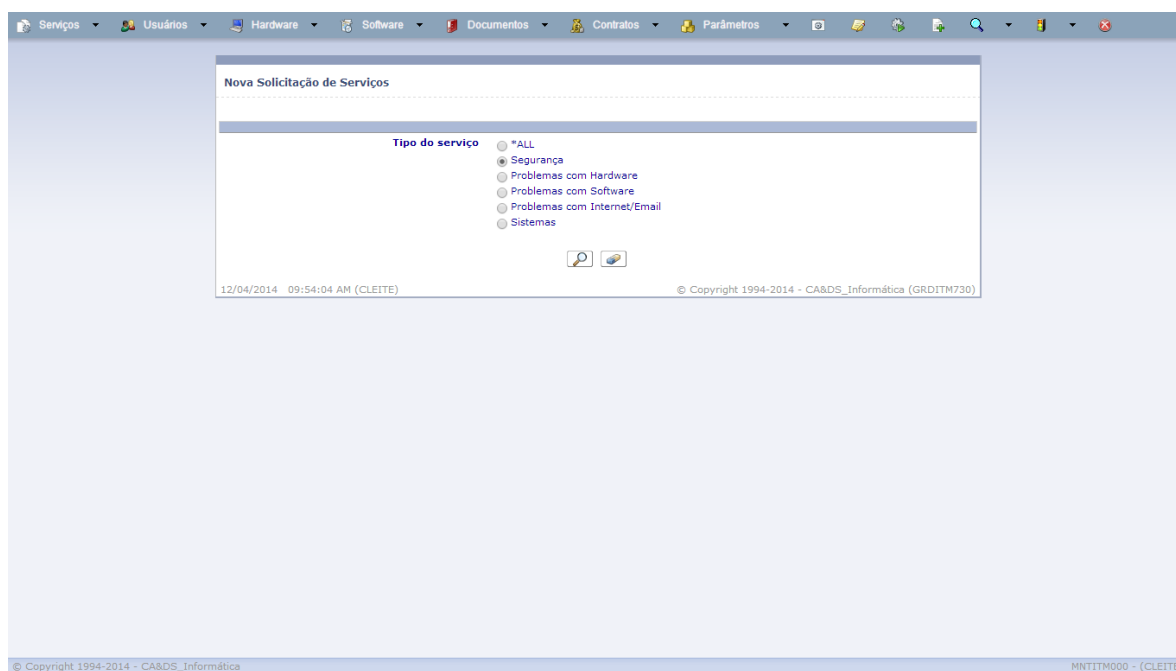 Serviços Usuários Hardware Software Documentos Contratos Parâmetros
Nova Solicitação de Serviços
Tipo do serviço
*ALL
Segurança
Problemas com Hardware
Problemas com Software
Problemas com Internet/Email
Sistemas
12/04/2014 09:54:04 AM (CLEITE) © Copyright 1994-2014 - CA&DS_Informática (GRDITM730)
© Copyright 1994-2014 - CA&DS_Informática MNTITM000 - (CLEIT